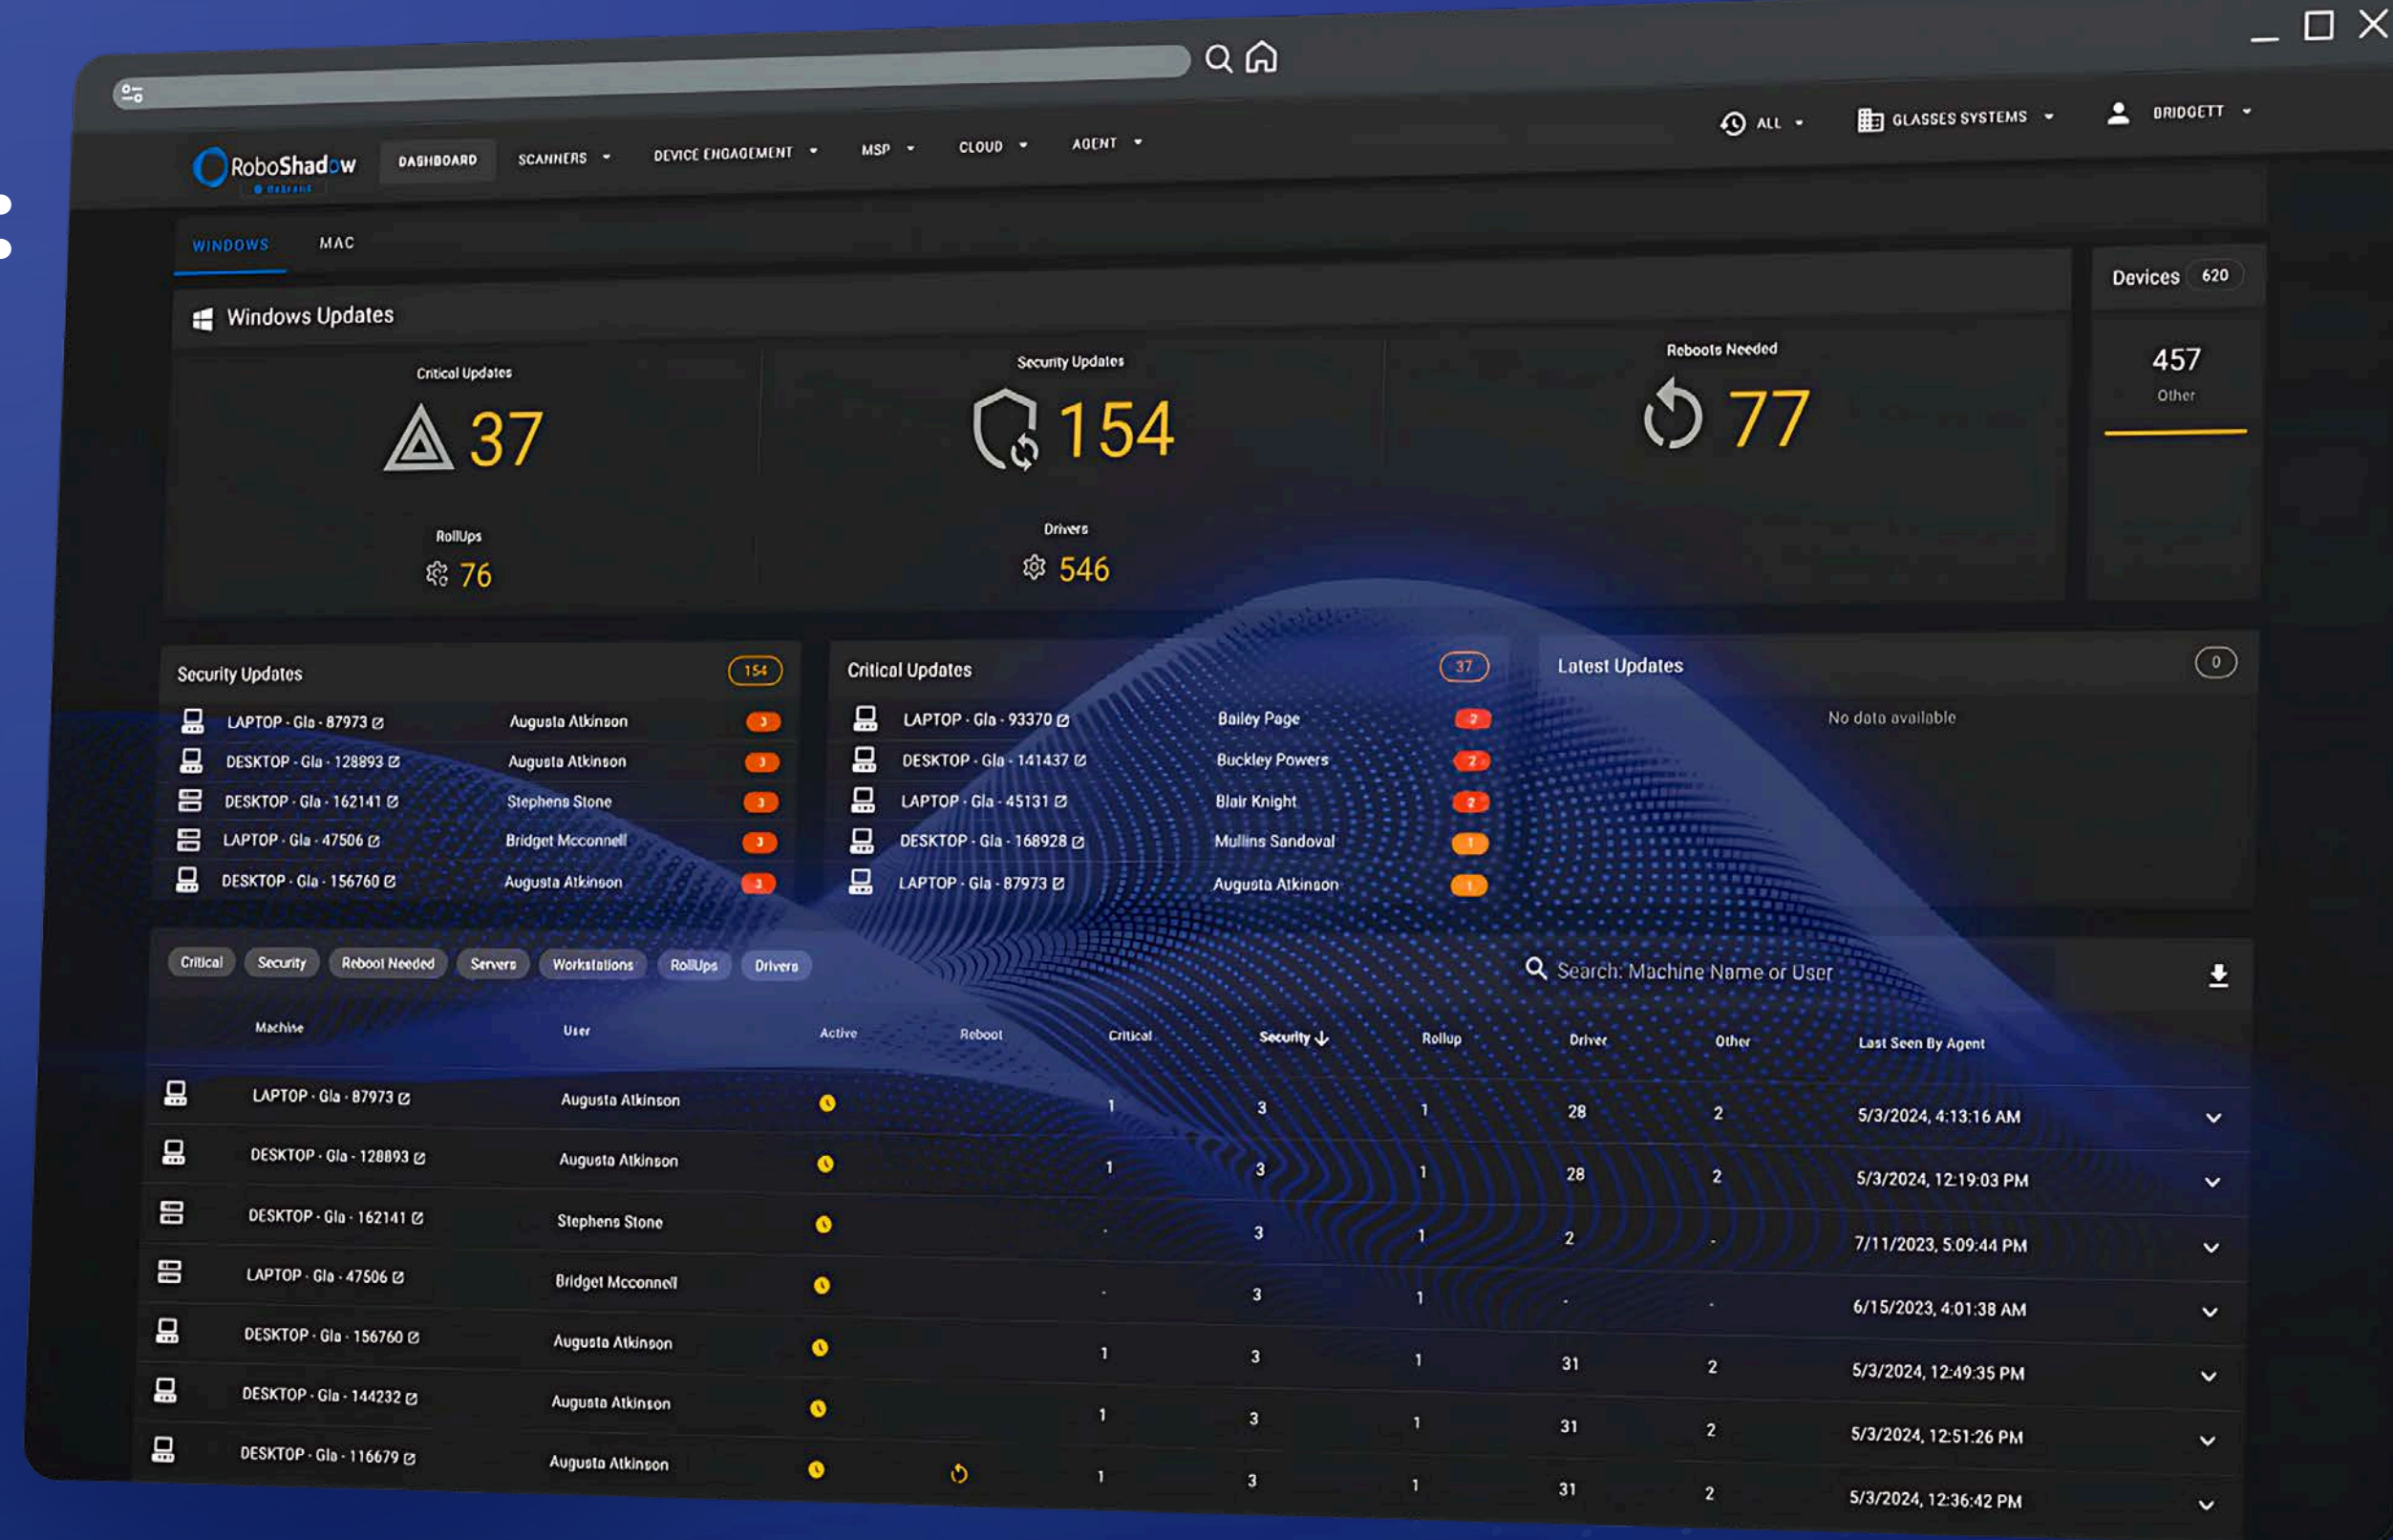 RoboShadow
DASHBOARD
SCANNERS
DEVICE ENGAGEMENT
MSP
CLOUD
AGENT
ALL
GLASSES SYSTEMS
BRIDGETT
WINDOWS
MAC
Windows Updates
Critical Updates
37
Security Updates
154
Reboots Needed
77
RollUps
76
Drivers
546
Devices 620
457
Other
Security Updates 154
LAPTOP - Gla - 87973 Augusta Atkinson 3
DESKTOP - Gla - 128893 Augusta Atkinson 3
DESKTOP - Gla - 162141 Stephens Stone 3
LAPTOP - Gla - 47506 Bridget Mcconnell 3
DESKTOP - Gla - 156760 Augusta Atkinson 3
Critical Updates 37
LAPTOP - Gla - 93370 Bailey Page 2
DESKTOP - Gla - 141437 Buckley Powers 2
LAPTOP - Gla - 45131 Blair Knight 2
DESKTOP - Gla - 168928 Mullins Sandoval 1
LAPTOP - Gla - 87973 Augusta Atkinson 1
Latest Updates 0
No data available
Critical Security Reboot Needed Servers Workstations RollUps Drivers
Search: Machine Name or User
Machine User Active Reboot Critical Security Rollup Driver Other Last Seen By Agent
LAPTOP - Gla - 87973 Augusta Atkinson 1 3 1 28 2 5/3/2024, 4:13:16 AM
DESKTOP - Gla - 128893 Augusta Atkinson 1 3 1 28 2 5/3/2024, 12:19:03 PM
DESKTOP - Gla - 162141 Stephens Stone - 3 1 2 - 7/11/2023, 5:09:44 PM
LAPTOP - Gla - 47506 Bridget Mcconnell - 3 1 - - 6/15/2023, 4:01:38 AM
DESKTOP - Gla - 156760 Augusta Atkinson 1 3 1 31 2 5/3/2024, 12:49:35 PM
DESKTOP - Gla - 144232 Augusta Atkinson 1 3 1 31 2 5/3/2024, 12:51:26 PM
DESKTOP - Gla - 116679 Augusta Atkinson 1 3 1 31 2 5/3/2024, 12:36:42 PM